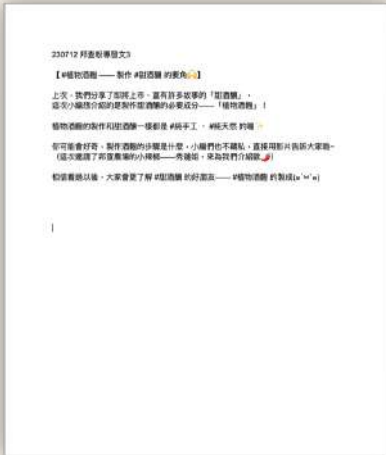 230712 邦查粉專發文3
【 #植物酒麴 —— 製作 #甜酒釀 的要角🙌】
上次，我們分享了即將上市、富有許多故事的「甜酒釀」，
這次小編想介紹的是製作甜酒釀的必要成分——「植物酒麴」！
植物酒麴的製作和甜酒釀一樣都是 #純手工 、 #純天然 的喔✨
你可能會好奇，製作酒麴的步驟是什麼，小編們也不藏私，直接用影片告訴大家啦~
（這次邀請了邦查農場的小辣椒——秀蓮姐，來為我們介紹歐🌶️）
相信看過以後，大家會更了解 #甜酒釀 的好朋友—— #植物酒麴 的製成